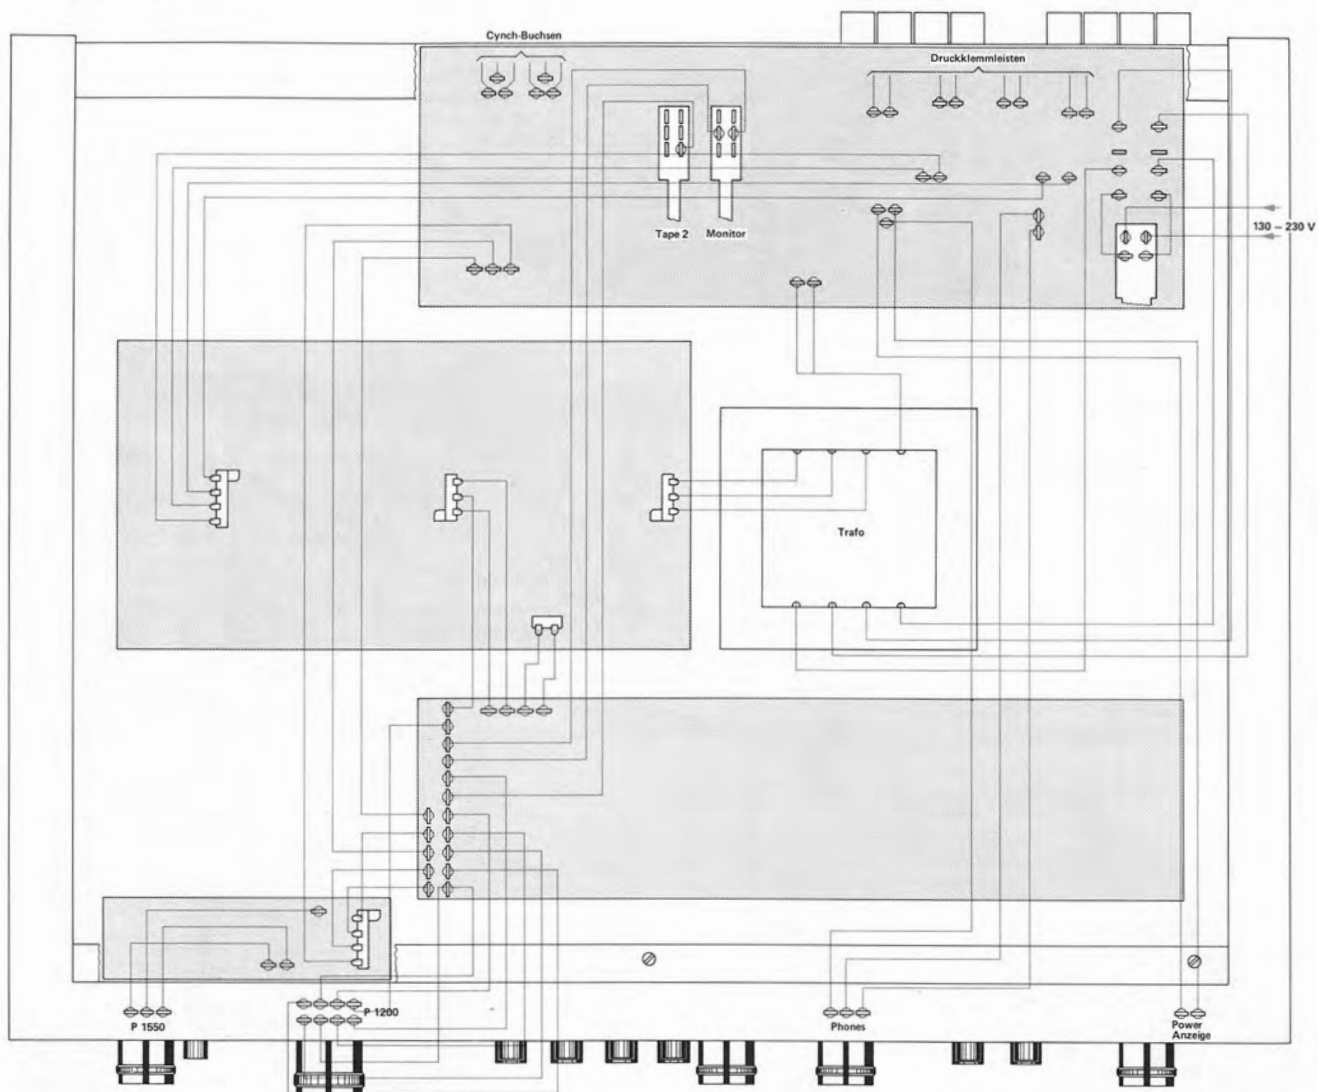 Cynch-Buchsen
Druckklemmleisten
Tape 2
Monitor
130 – 230 V
Trafo
P 1550
P 1200
Phones
Power
Anzeige